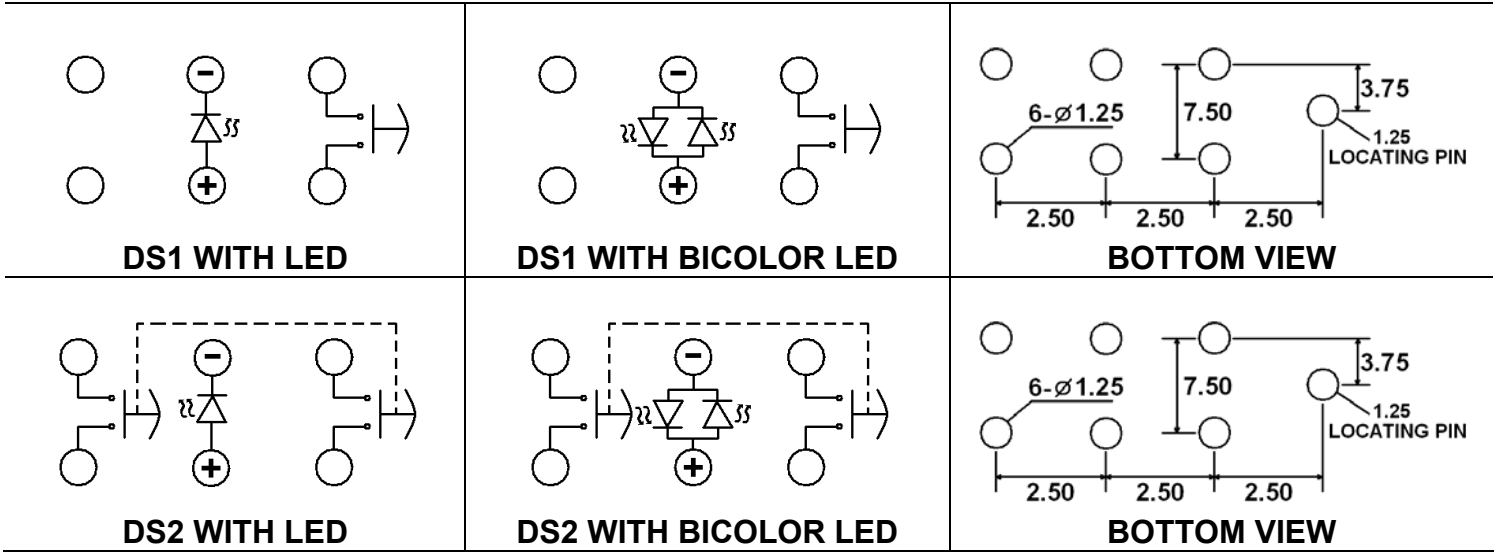 -
+
DS1 WITH LED
-
+
DS1 WITH BICOLOR LED
6-Ø1.25
7.50
3.75
1.25
LOCATING PIN
2.50 2.50 2.50
BOTTOM VIEW
-
+
DS2 WITH LED
-
+
DS2 WITH BICOLOR LED
6-Ø1.25
7.50
3.75
1.25
LOCATING PIN
2.50 2.50 2.50
BOTTOM VIEW